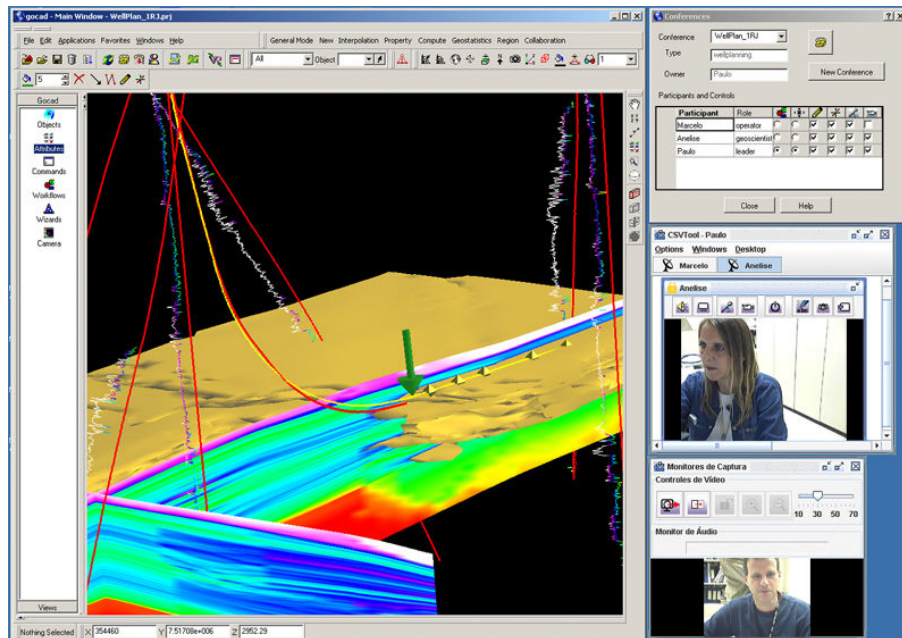 gocad - Main Window - WellPlan_1RJ.prj
File Edit Applications Favorites Windows Help
General Mode New Interpolation Property Compute Geostatistics Region Collaboration
All
Object
1
5
Gocad
Objects
Attributes
Commands
Workflows
Wizards
Camera
Views
Nothing Selected X 354460 Y 7.51708e+006 Z 2952.29
Conferences
Conference WellPlan_1RJ
Type wellplanning
Owner Paulo
New Conference
Participants and Controls
Participant Role
Marcelo operator
Anelise geoscientist
Paulo leader
Close Help
CSVTool - Paulo
Options Windows Desktop
Marcelo Anelise
Anelise
Monitores de Captura
Controles de Vídeo
10 30 50 70
Monitor de Áudio